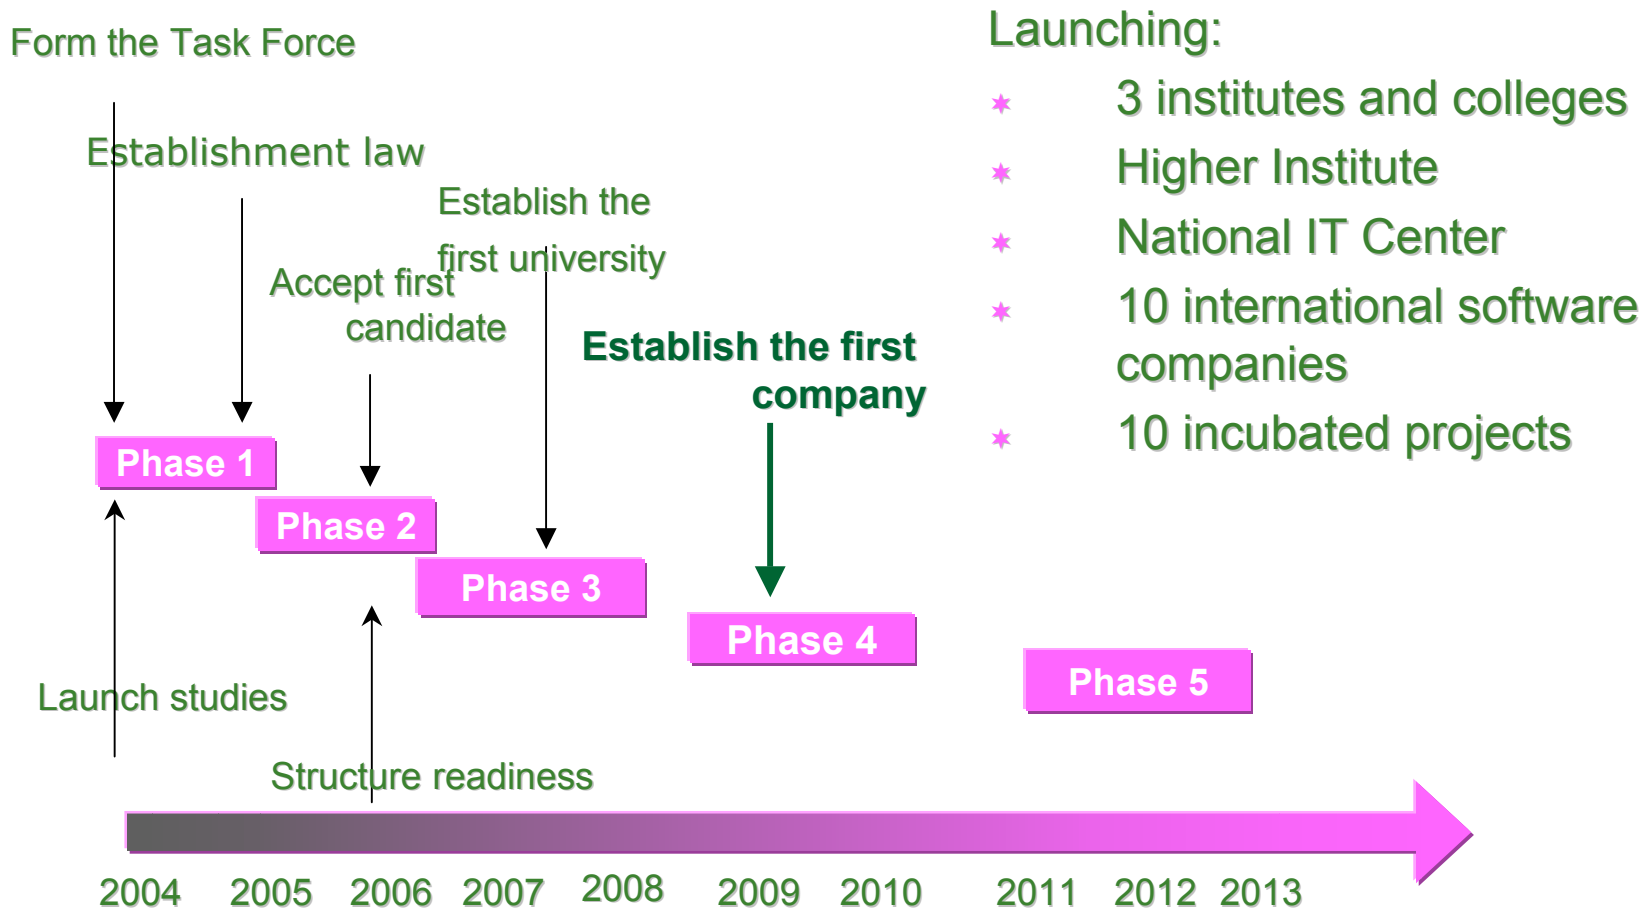 Form the Task Force
Establishment law
Establish the
first university
Accept first
candidate
Establish the first
company
Launching:
3 institutes and colleges
Higher Institute
National IT Center
10 international software
companies
10 incubated projects
Phase 1
Phase 2
Phase 3
Phase 4
Phase 5
Launch studies
Structure readiness
2004 2005 2006 2007 2008 2009 2010 2011 2012 2013